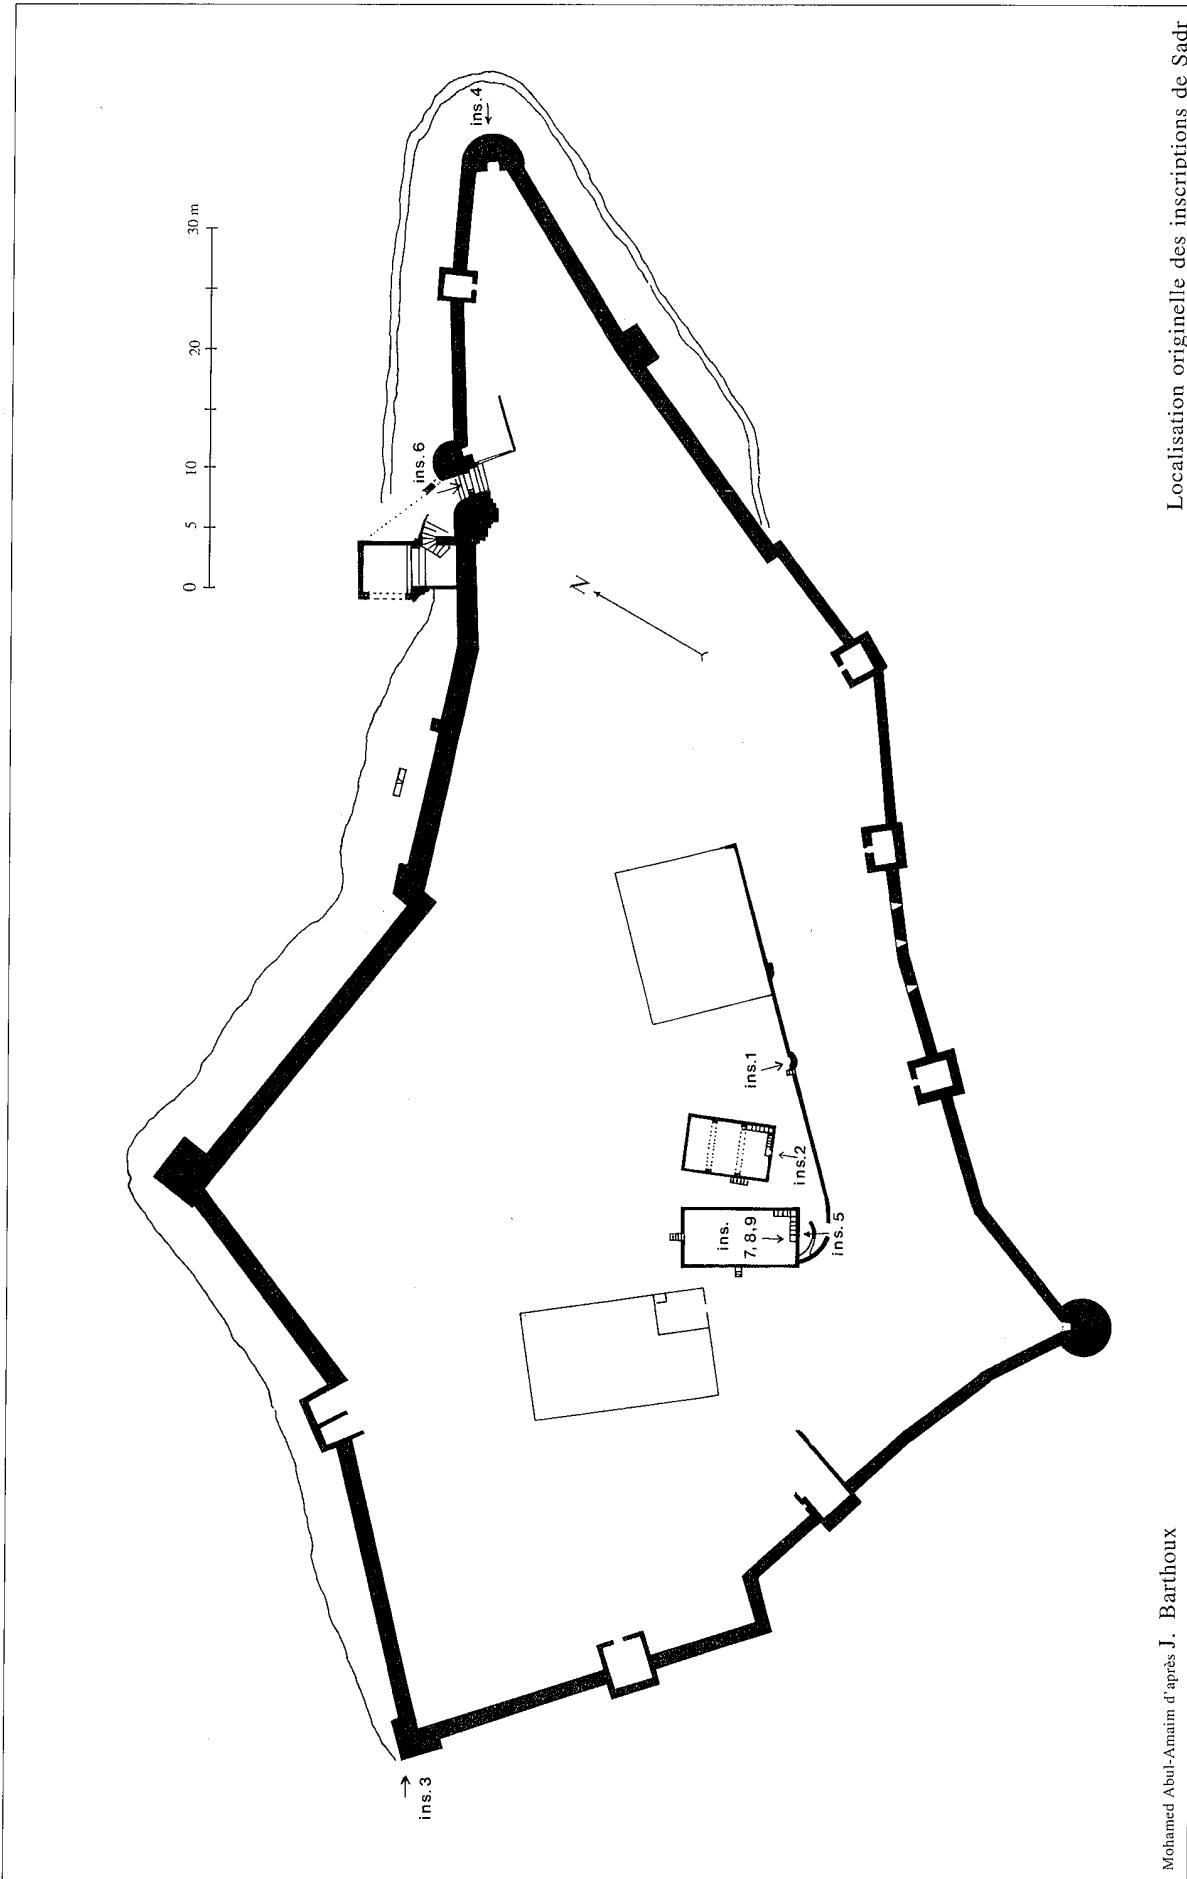 ins.4
0 5 10 20 30 m
ins.6
N
ins.1
ins.2
ins.
7,8,9
ins.5
ins.3
Localisation originelle des inscriptions de Sadr
Mohamed Abul-Amaim d'après J. Barthoux